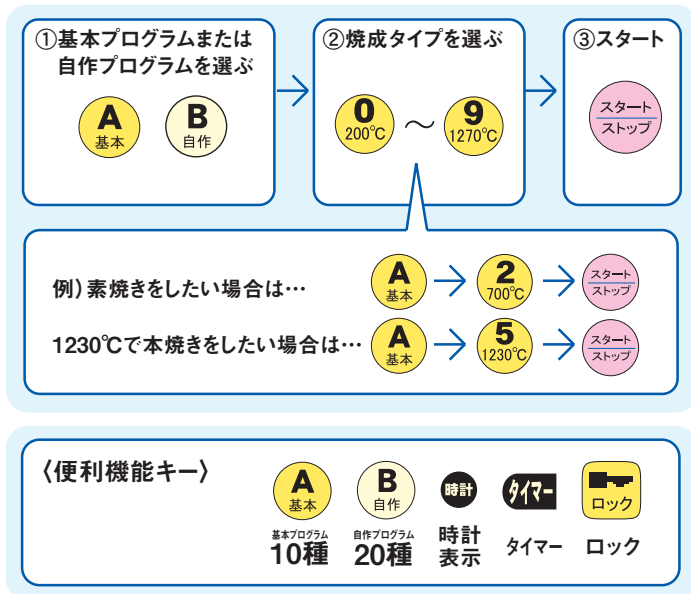 ①基本プログラムまたは
自作プログラムを選ぶ
A
基本
B
自作
②焼成タイプを選ぶ
0
200℃
～
9
1270℃
③スタート
スタート
ストップ
例）素焼きをしたい場合は…
A
基本
2
700℃
スタート
ストップ
1230℃で本焼きをしたい場合は…
A
基本
5
1230℃
スタート
ストップ
〈便利機能キー〉
A
基本
基本プログラム
10種
B
自作
自作プログラム
20種
時計
時計
表示
タイマー
タイマー
ロック
ロック